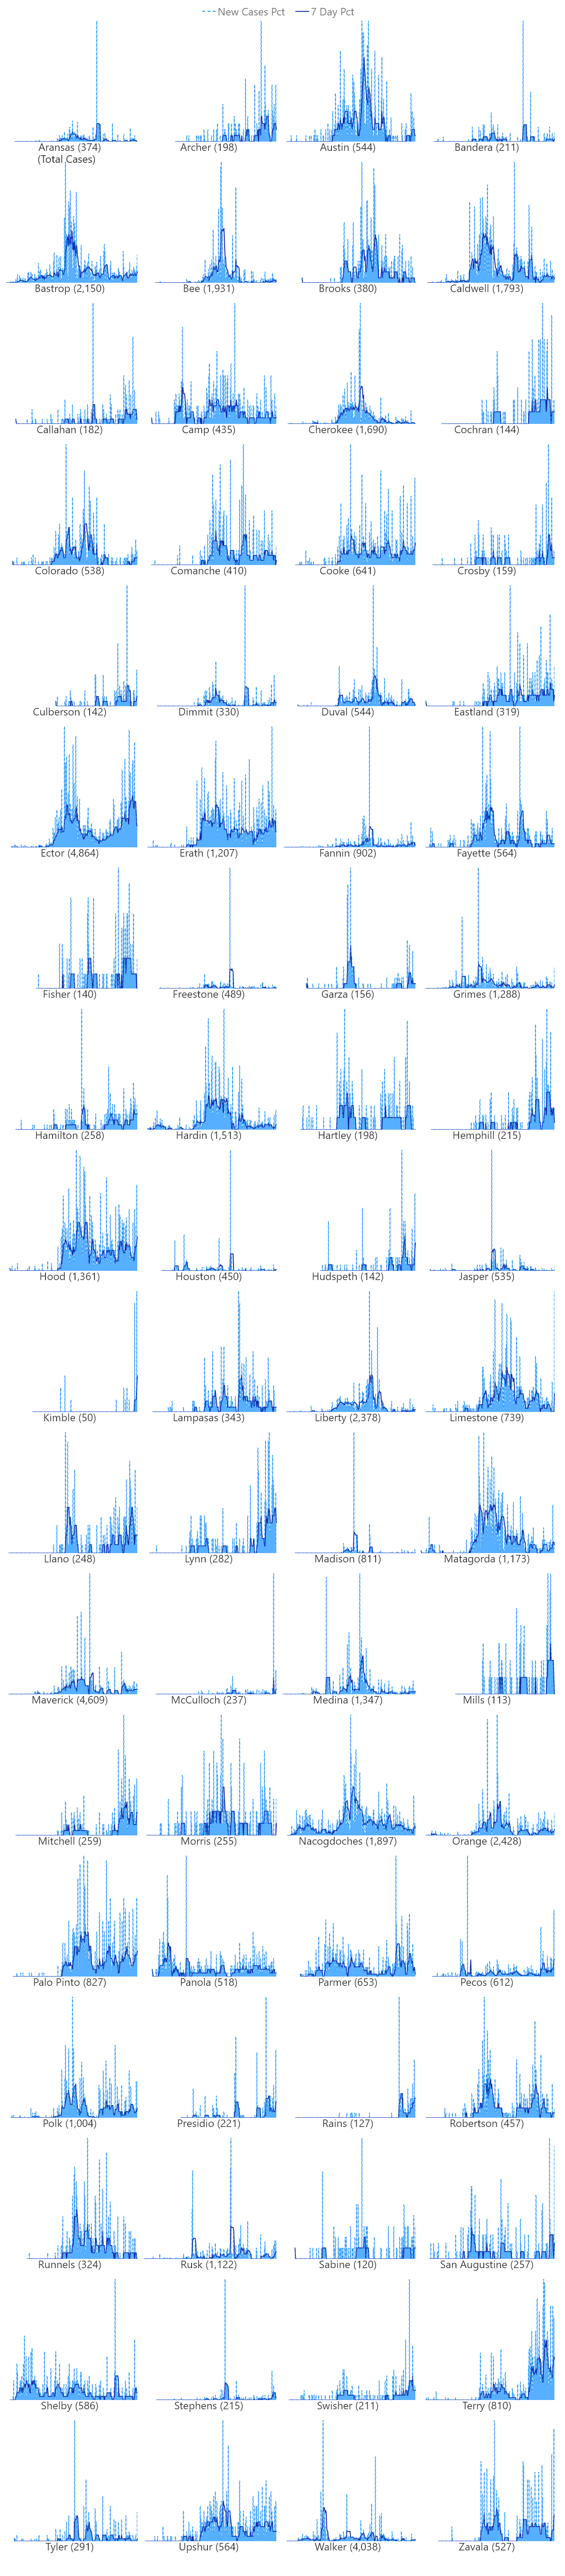 New Cases Pct 7 Day Pct
Aransas (374) Archer (198) Austin (544) Bandera (211)
(Total Cases)
Bastrop (2,150) Bee (1,931) Brooks (380) Caldwell (1,793)
Callahan (182) Camp (435) Cherokee (1,690) Cochran (144)
Colorado (538) Comanche (410) Cooke (641) Crosby (159)
Culberson (142) Dimmit (330) Duval (544) Eastland (319)
Ector (4,864) Erath (1,207) Fannin (902) Fayette (564)
Fisher (140) Freestone (489) Garza (156) Grimes (1,288)
Hamilton (258) Hardin (1,513) Hartley (198) Hemphill (215)
Hood (1,361) Houston (450) Hudspeth (142) Jasper (535)
Kimble (50) Lampasas (343) Liberty (2,378) Limestone (739)
Llano (248) Lynn (282) Madison (811) Matagorda (1,173)
Maverick (4,609) McCulloch (237) Medina (1,347) Mills (113)
Mitchell (259) Morris (255) Nacogdoches (1,897) Orange (2,428)
Palo Pinto (827) Panola (518) Parmer (653) Pecos (612)
Polk (1,004) Presidio (221) Rains (127) Robertson (457)
Runnels (324) Rusk (1,122) Sabine (120) San Augustine (257)
Shelby (586) Stephens (215) Swisher (211) Terry (810)
Tyler (291) Upshur (564) Walker (4,038) Zavala (527)